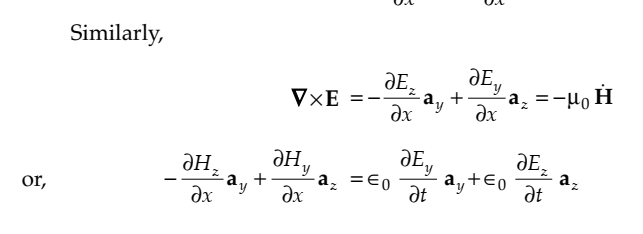 ∂x ∂x
Similarly,
∇×E = −∂E_z/∂x a_y + ∂E_y/∂x a_z = −μ₀ Ḣ
or, −∂H_z/∂x a_y + ∂H_y/∂x a_z = ∈₀ ∂E_y/∂t a_y + ∈₀ ∂E_z/∂t a_z